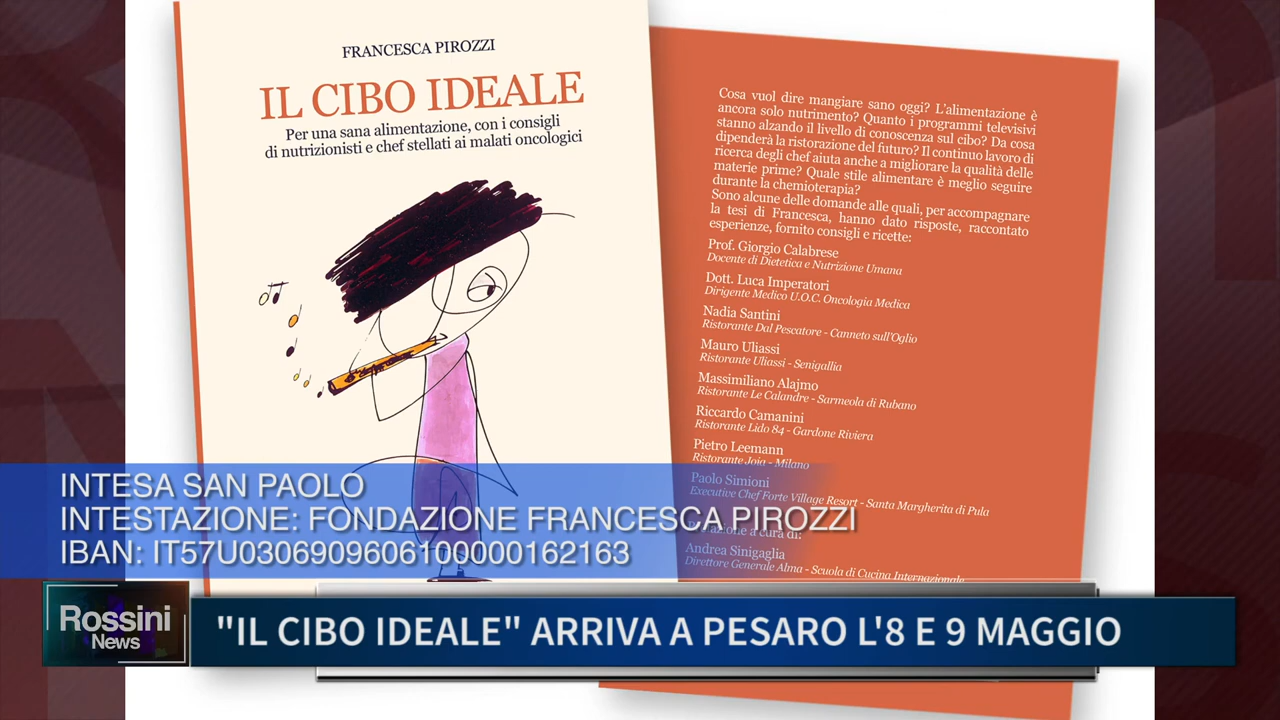 FRANCESCA PIROZZI
IL CIBO IDEALE
Per una sana alimentazione, con i consigli
di nutrizionisti e chef stellati ai malati oncologici
Cosa vuol dire mangiare sano oggi? L'alimentazione è
ancora solo nutrimento? Quanto i programmi televisivi
stanno alzando il livello di conoscenza sul cibo? Da cosa
dipenderà la ristorazione del futuro? Il continuo lavoro di
ricerca degli chef aiuta anche a migliorare la qualità delle
materie prime? Quale stile alimentare è meglio seguire
durante la chemioterapia?
Sono alcune delle domande alle quali, per accompagnare
la tesi di Francesca, hanno dato risposte, raccontato
esperienze, fornito consigli e ricette:
Prof. Giorgio Calabrese
Docente di Dietetica e Nutrizione Umana
Dott. Luca Imperatori
Dirigente Medico U.O.C. Oncologia Medica
Nadia Santini
Ristorante Dal Pescatore - Canneto sull'Oglio
Mauro Uliassi
Ristorante Uliassi - Senigallia
Massimiliano Alajmo
Ristorante Le Calandre - Sarmeola di Rubano
Riccardo Camanini
Ristorante Lido 84 - Gardone Riviera
Pietro Leemann
Ristorante Joia - Milano
Paolo Simioni
Executive Chef Forte Village Resort - Santa Margherita di Pula
a cura di:
Andrea Sinigaglia
Direttore Generale Alma - Scuola di Cucina Internazionale
INTESA SAN PAOLO
INTESTAZIONE: FONDAZIONE FRANCESCA PIROZZI
IBAN: IT57U0306909606100000162163
Rossini
News
"IL CIBO IDEALE" ARRIVA A PESARO L'8 E 9 MAGGIO